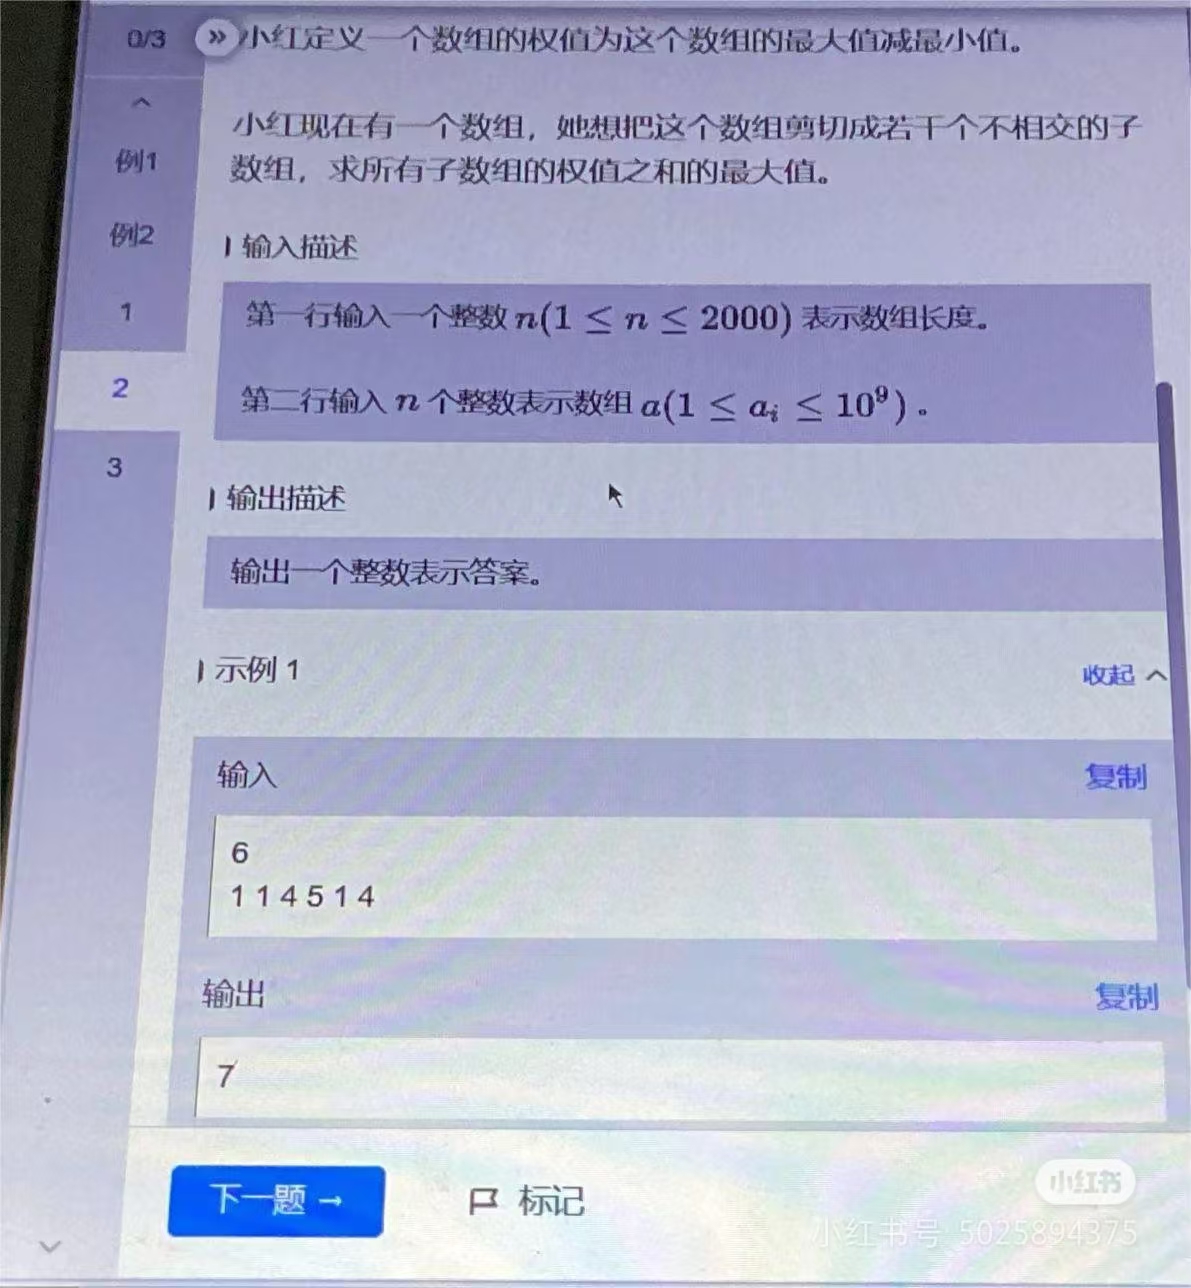 0/3
»
小红定义一个数组的权值为这个数组的最大值减最小值。
小红现在有一个数组，她想把这个数组剪切成若干个不相交的子
数组，求所有子数组的权值之和的最大值。
例1
例2
1
2
3
输入描述
第一行输入一个整数 n(1 ≤ n ≤ 2000) 表示数组长度。
第二行输入 n 个整数表示数组 a(1 ≤ aᵢ ≤ 10⁹) 。
输出描述
输出一个整数表示答案。
示例 1
收起
输入
复制
6
1 1 4 5 1 4
输出
复制
7
下一题 →
标记
小红书
小红书号 5025894375